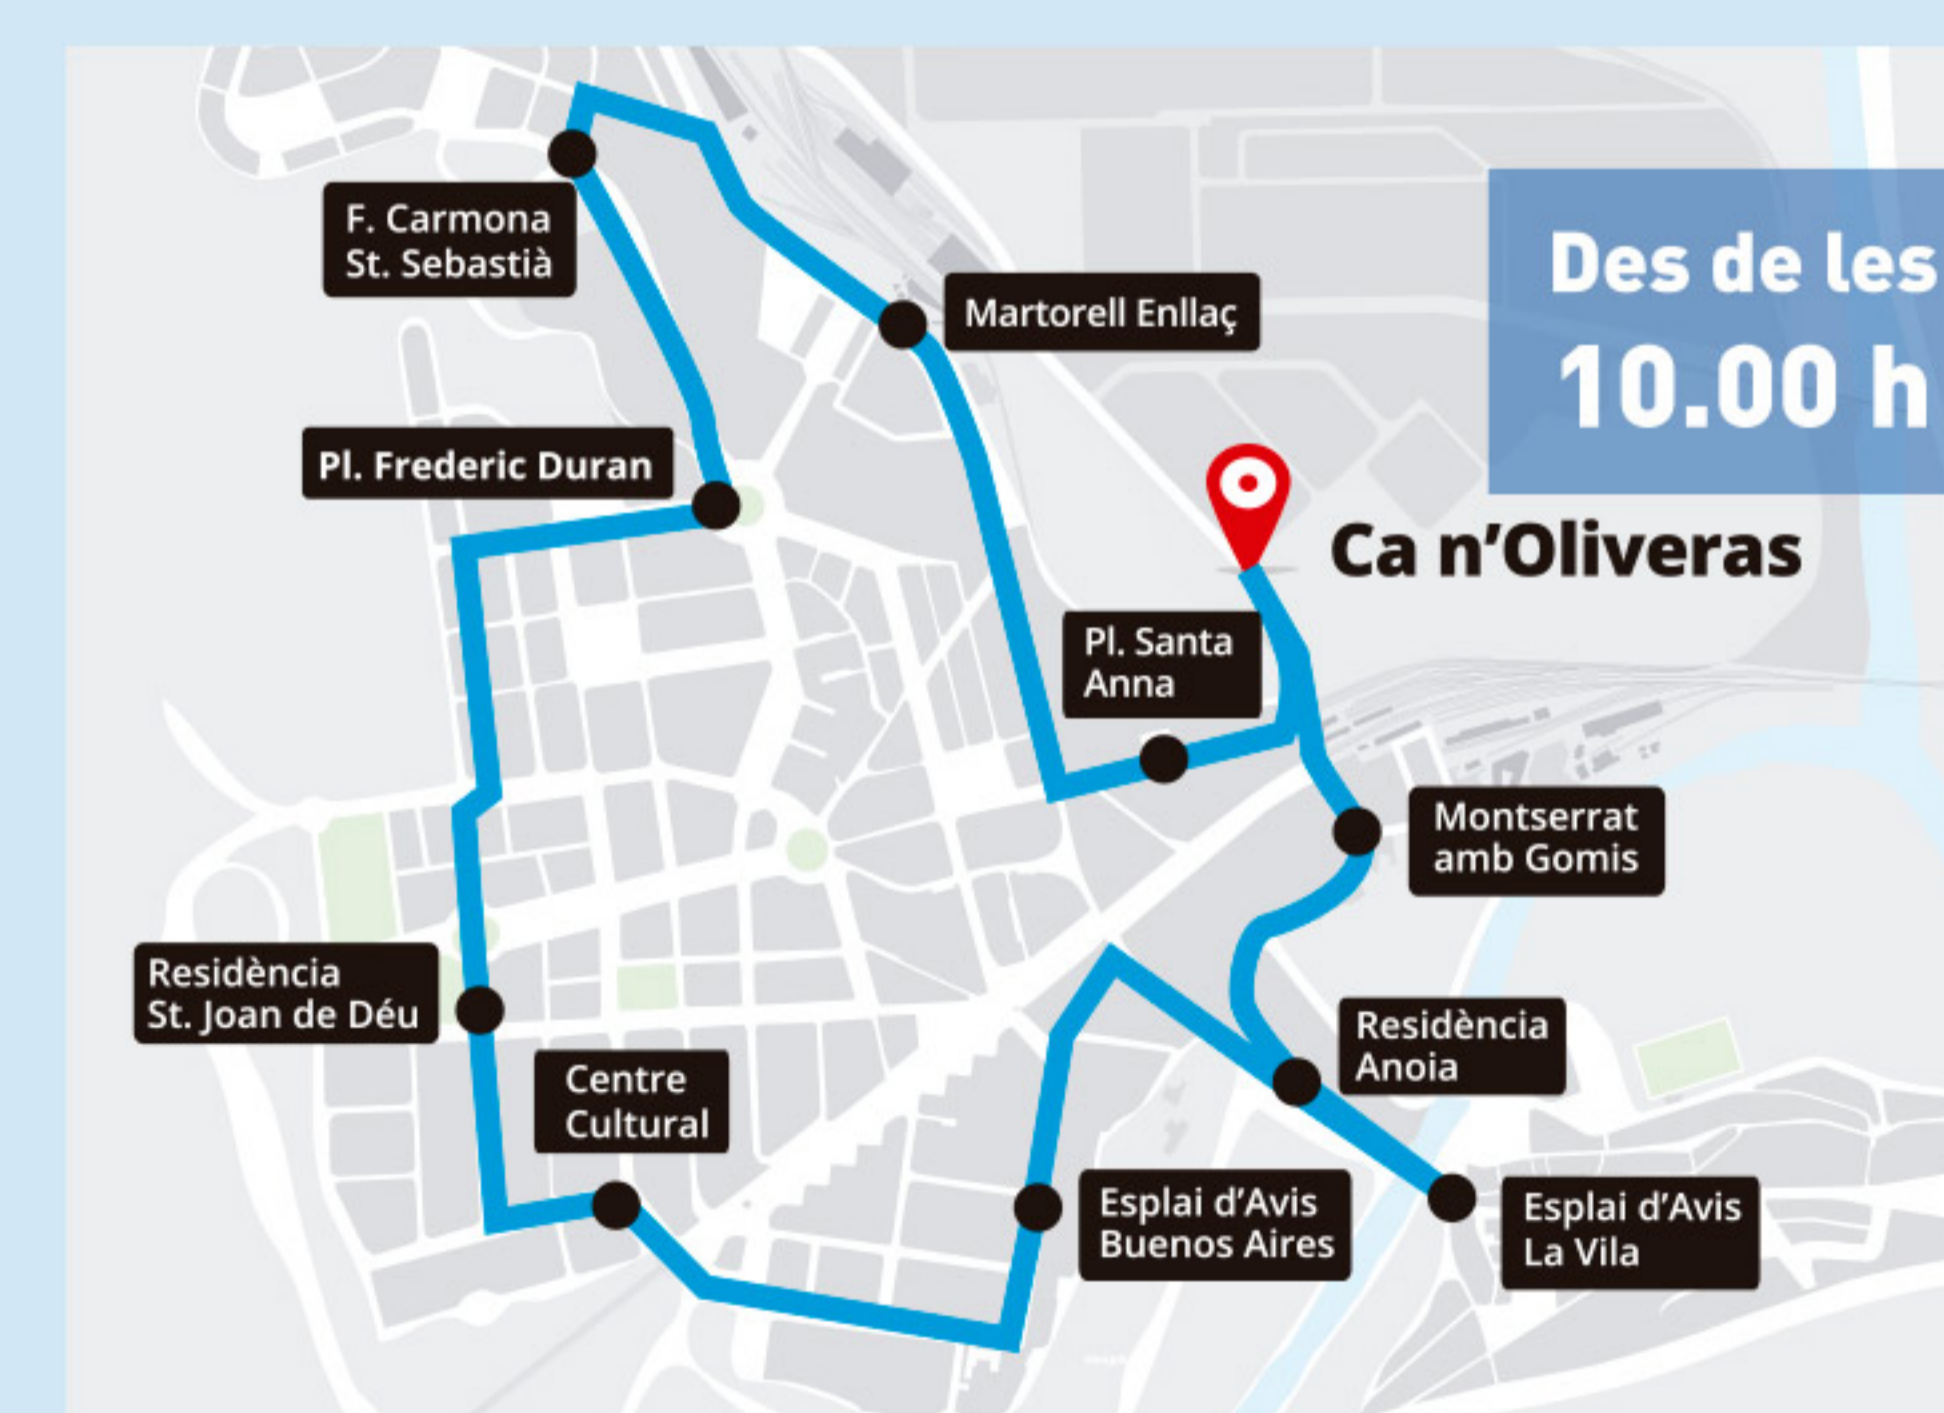 F. Carmona
St. Sebastià
Martorell Enllaç
Des de les
10.00 h
Pl. Frederic Duran
Ca n'Oliveras
Pl. Santa
Anna
Montserrat
amb Gomis
Residència
St. Joan de Déu
Residència
Anoia
Centre
Cultural
Esplai d'Avis
Buenos Aires
Esplai d'Avis
La Vila